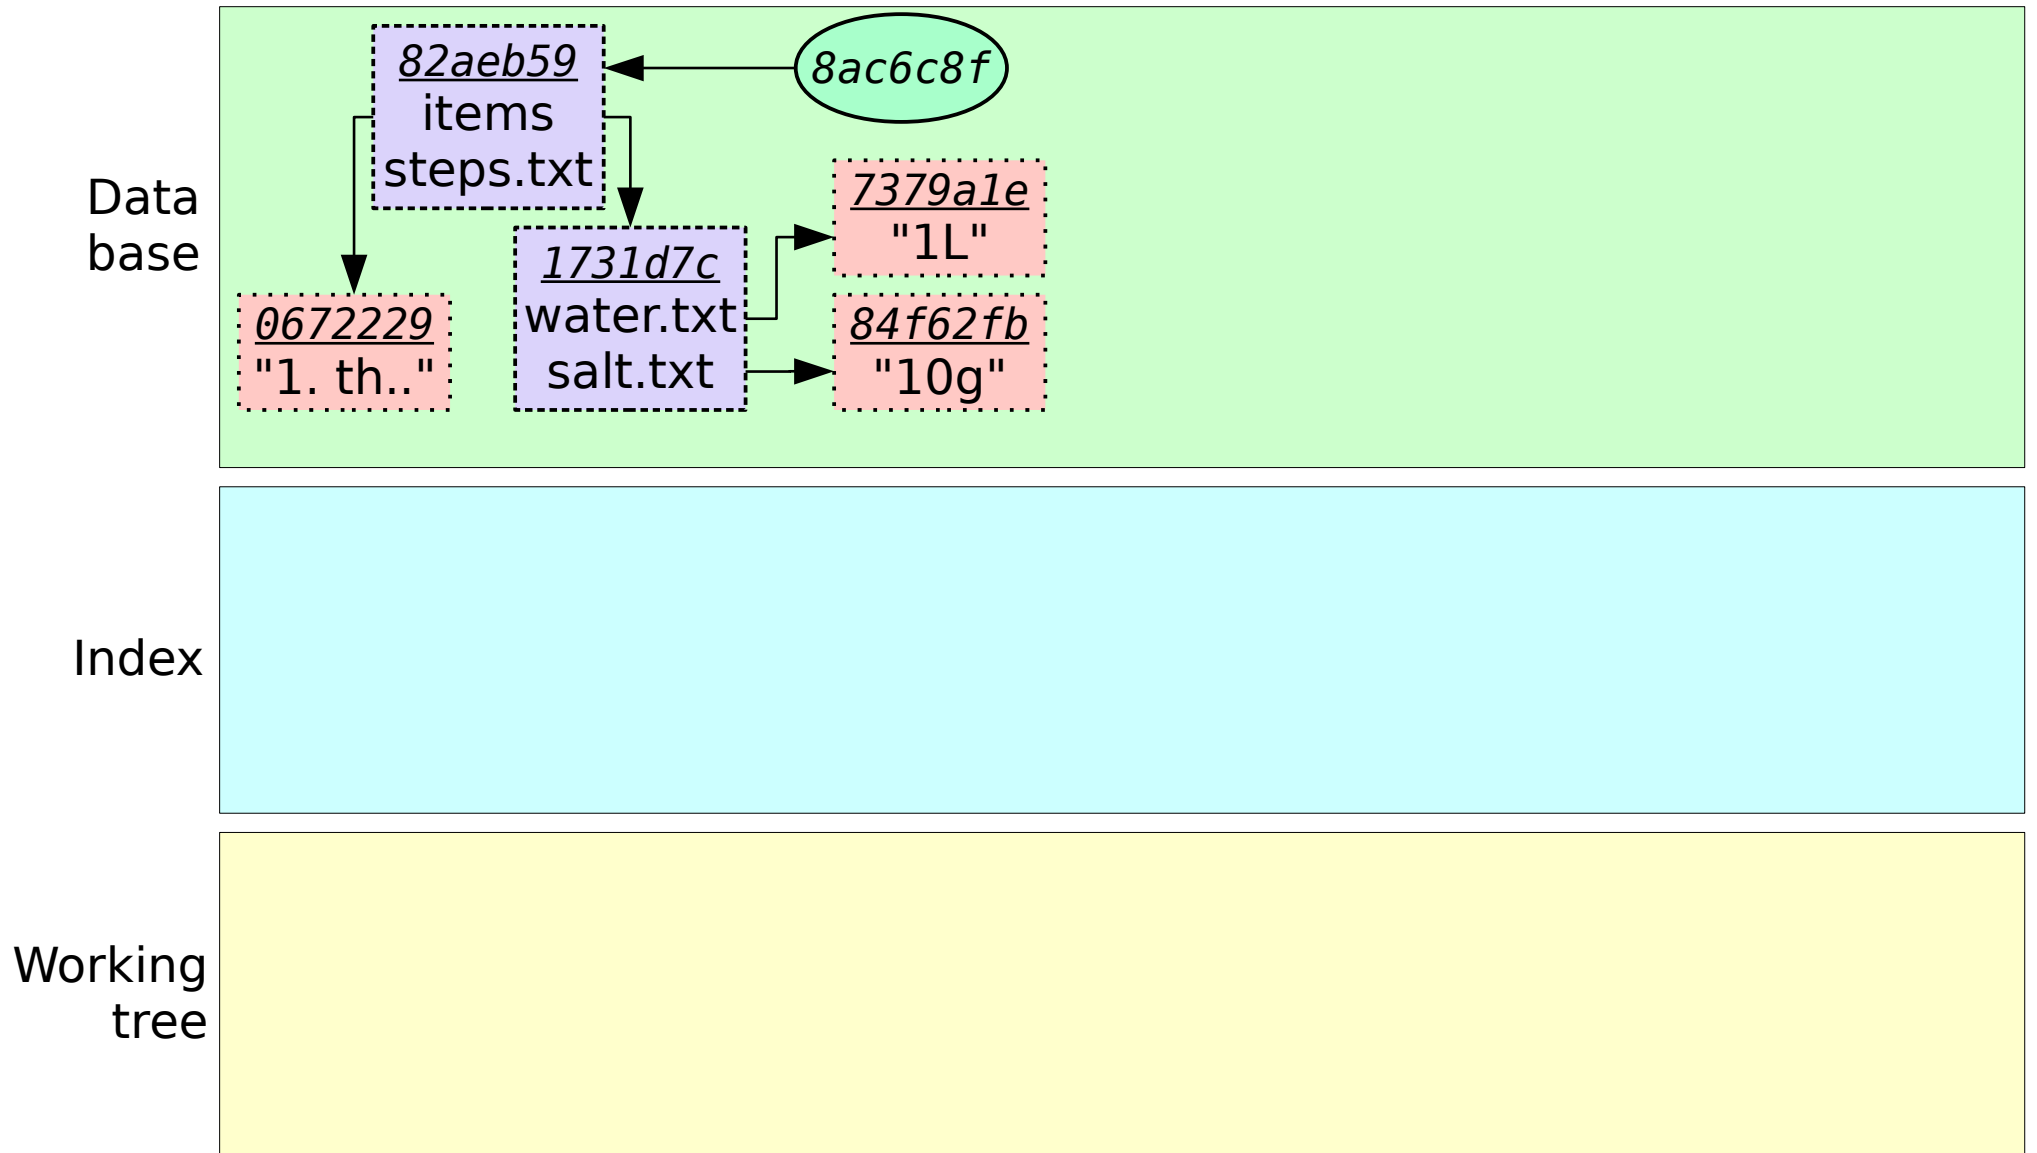 Data
base
82aeb59
items
steps.txt
8ac6c8f
0672229
"1. th.."
1731d7c
water.txt
salt.txt
7379a1e
"1L"
84f62fb
"10g"
Index
Working
tree